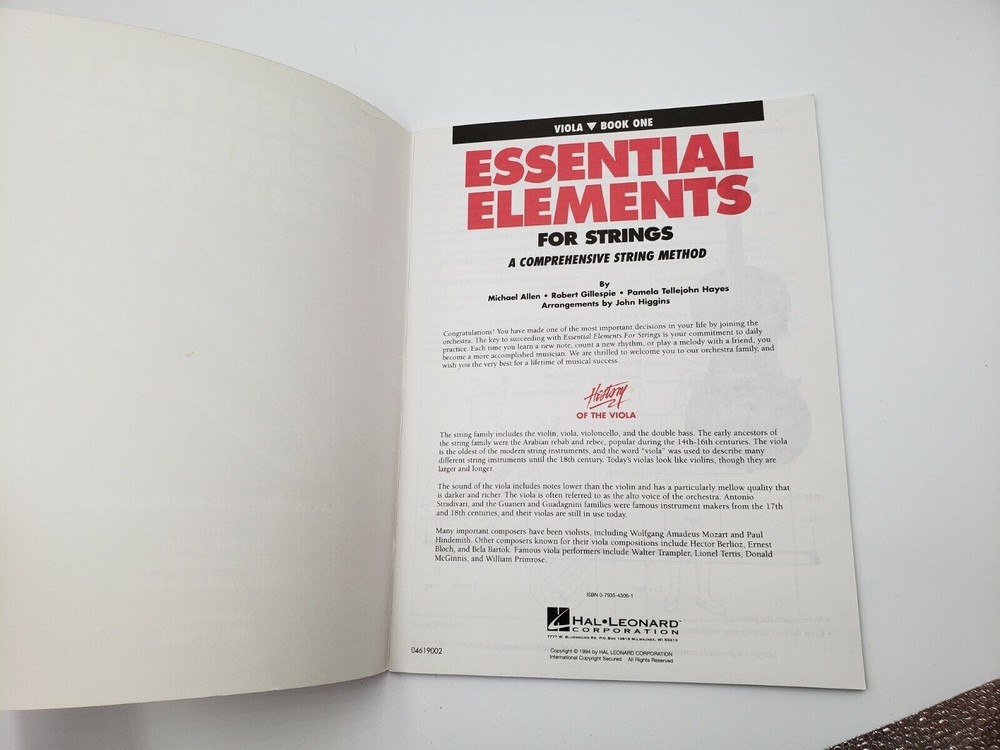 VIOLA ▼ BOOK ONE
ESSENTIAL
ELEMENTS
FOR STRINGS
A COMPREHENSIVE STRING METHOD
By
Michael Allen • Robert Gillespie • Pamela Tellejohn Hayes
Arrangements by John Higgins
Congratulations! You have made one of the most important decisions in your life by joining the
orchestra. The key to succeeding with Essential Elements For Strings is your commitment to daily
practice. Each time you learn a new note, count a new rhythm, or play a melody with a friend, you
become a more accomplished musician. We are thrilled to welcome you to our orchestra family, and
wish you the very best for a lifetime of musical success.
History
OF THE VIOLA
The string family includes the violin, viola, violoncello, and the double bass. The early ancestors of
the string family were the Arabian rebab and rebec, popular during the 14th-16th centuries. The viola
is the oldest of the modern string instruments, and the word "viola" was used to describe many
different string instruments until the 18th century. Today's violas look like violins, though they are
larger and longer.
The sound of the viola includes notes lower than the violin and has a particularly mellow quality that
is darker and richer. The viola is often referred to as the alto voice of the orchestra. Antonio
Stradivari, and the Guaneri and Guadagnini families were famous instrument makers from the 17th
and 18th centuries, and their violas are still in use today.
Many important composers have been violists, including Wolfgang Amadeus Mozart and Paul
Hindemith. Other composers known for their viola compositions include Hector Berlioz, Ernest
Bloch, and Bela Bartok. Famous viola performers include Walter Trampler, Lionel Tertis, Donald
McGinnis, and William Primrose.
ISBN 0-7935-4306-1
HAL•LEONARD
CORPORATION
7777 W. BLUEMOUND RD. P.O. BOX 13819 MILWAUKEE, WI 53213
04619002
Copyright © 1994 by HAL LEONARD CORPORATION
International Copyright Secured All Rights Reserved